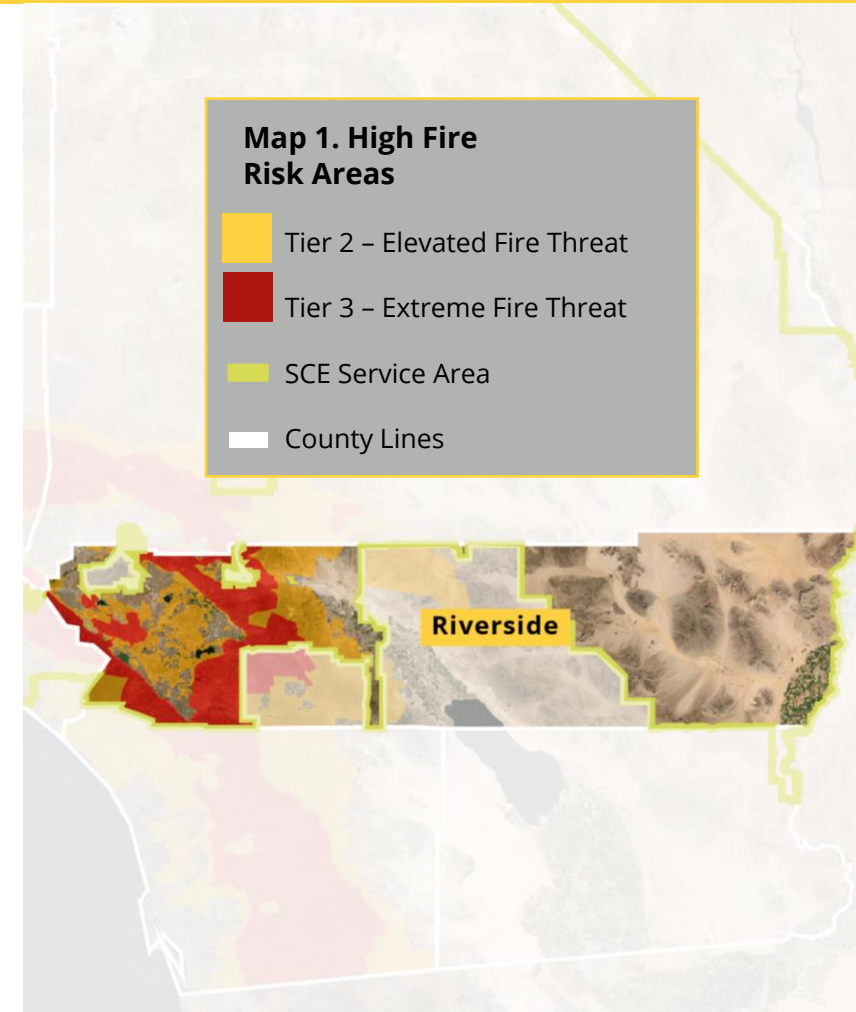 Map 1. High Fire
Risk Areas
Tier 2 – Elevated Fire Threat
Tier 3 – Extreme Fire Threat
SCE Service Area
County Lines
Riverside